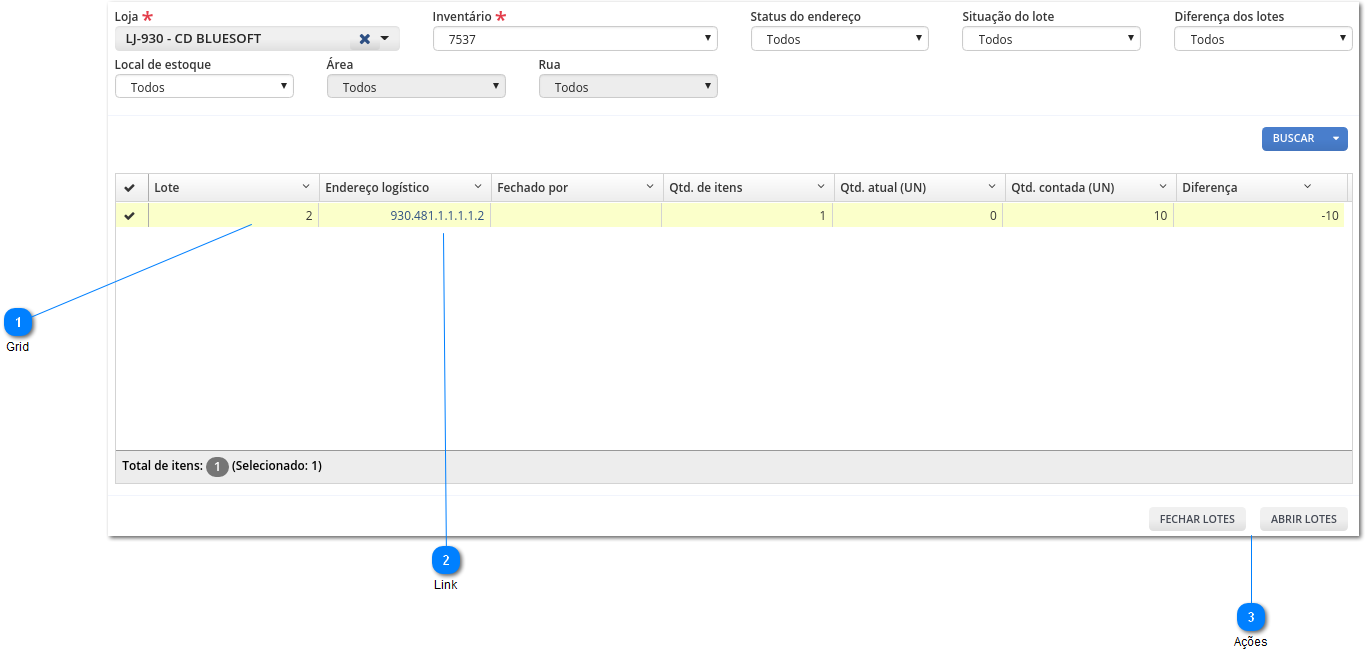 Loja * Inventário * Status do endereço Situação do lote Diferença dos lotes
LJ-930 - CD BLUESOFT 7537 Todos Todos Todos
Local de estoque Área Rua
Todos Todos Todos
BUSCAR
Lote Endereço logístico Fechado por Qtd. de itens Qtd. atual (UN) Qtd. contada (UN) Diferença
2 930.481.1.1.1.1.2 1 0 10 -10
1
Grid
Total de itens: 1 (Selecionado: 1)
FECHAR LOTES ABRIR LOTES
2
Link
3
Ações